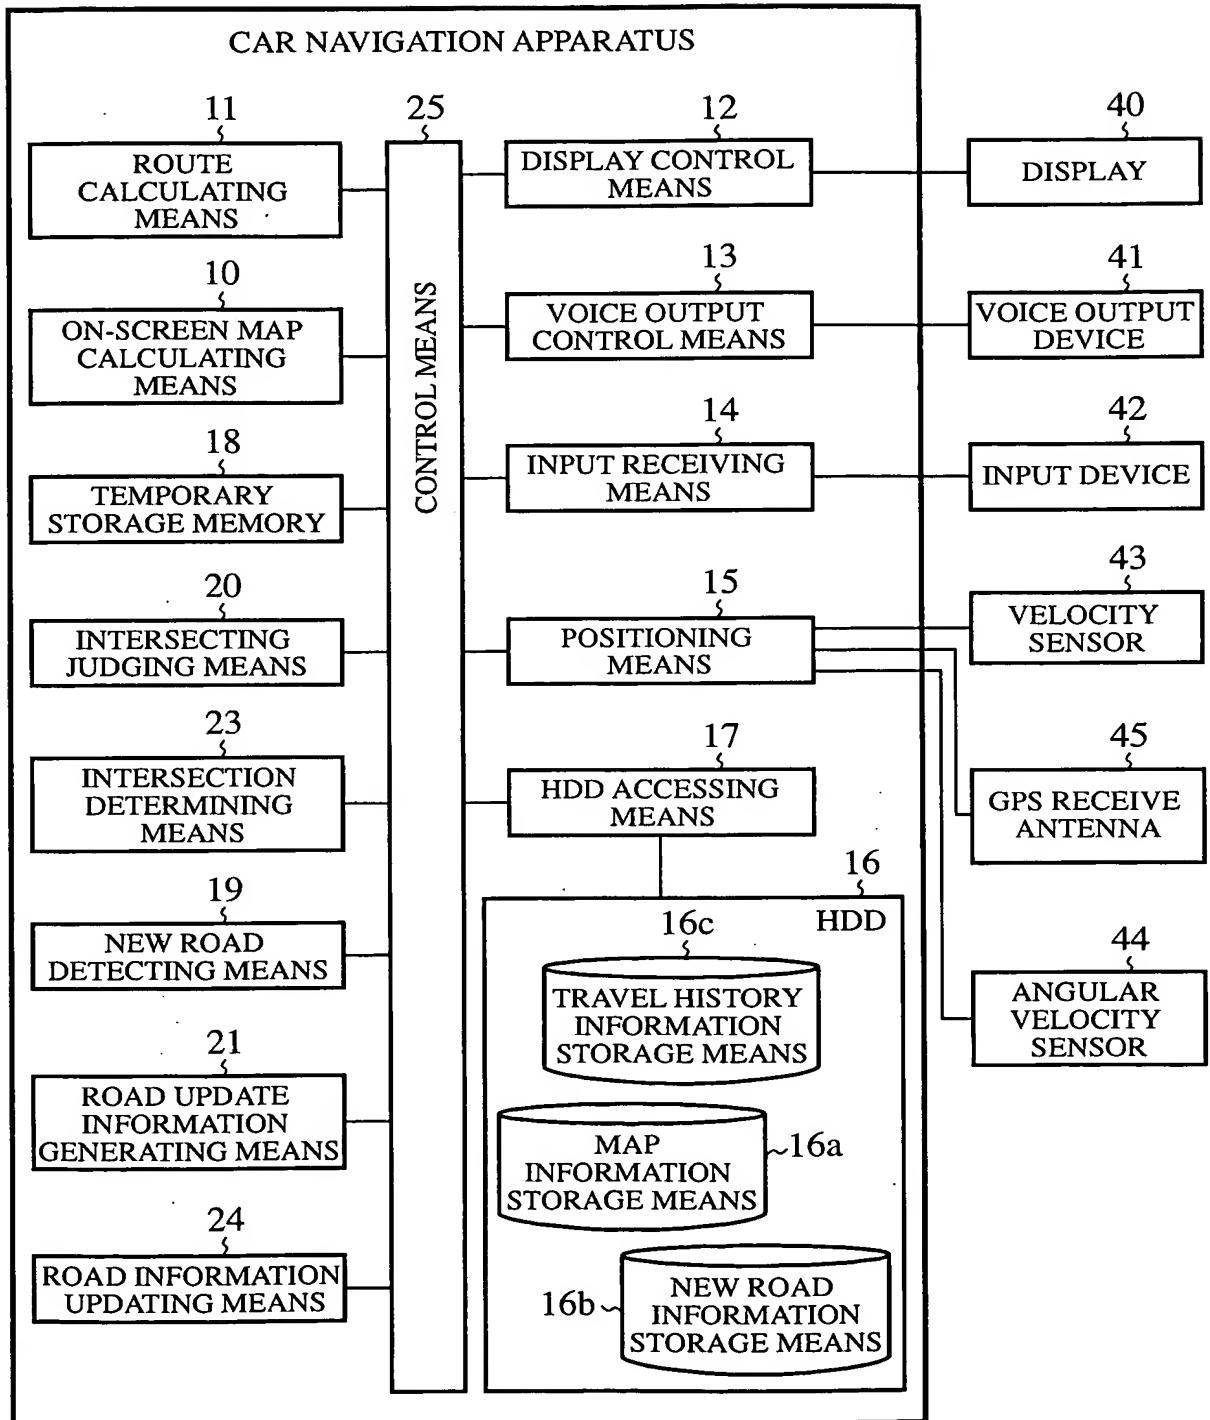 CAR NAVIGATION APPARATUS
11
ROUTE
CALCULATING
MEANS
10
ON-SCREEN MAP
CALCULATING
MEANS
18
TEMPORARY
STORAGE MEMORY
20
INTERSECTING
JUDGING MEANS
23
INTERSECTION
DETERMINING
MEANS
19
NEW ROAD
DETECTING MEANS
21
ROAD UPDATE
INFORMATION
GENERATING MEANS
24
ROAD INFORMATION
UPDATING MEANS
25
CONTROL MEANS
12
DISPLAY CONTROL
MEANS
13
VOICE OUTPUT
CONTROL MEANS
14
INPUT RECEIVING
MEANS
15
POSITIONING
MEANS
17
HDD ACCESSING
MEANS
16
HDD
16c
TRAVEL HISTORY
INFORMATION
STORAGE MEANS
MAP
INFORMATION
STORAGE MEANS
16a
16b
NEW ROAD
INFORMATION
STORAGE MEANS
40
DISPLAY
41
VOICE OUTPUT
DEVICE
42
INPUT DEVICE
43
VELOCITY
SENSOR
45
GPS RECEIVE
ANTENNA
44
ANGULAR
VELOCITY
SENSOR